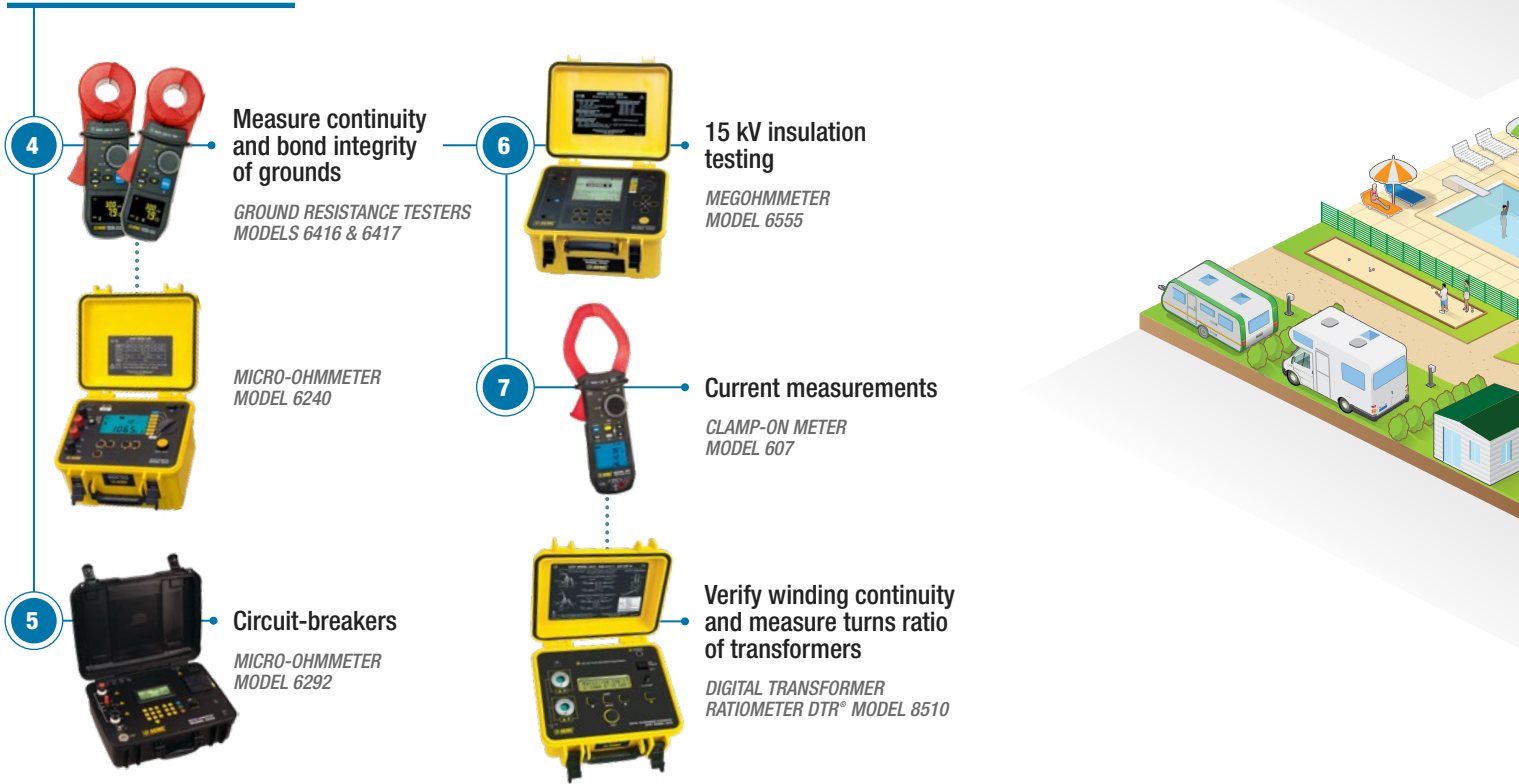 4
Measure continuity
and bond integrity
of grounds
GROUND RESISTANCE TESTERS
MODELS 6416 & 6417
MICRO-OHMMETER
MODEL 6240
5
Circuit-breakers
MICRO-OHMMETER
MODEL 6292
6
15 kV insulation
testing
MEGOHMMETER
MODEL 6555
7
Current measurements
CLAMP-ON METER
MODEL 607
Verify winding continuity
and measure turns ratio
of transformers
DIGITAL TRANSFORMER
RATIOMETER DTR® MODEL 8510